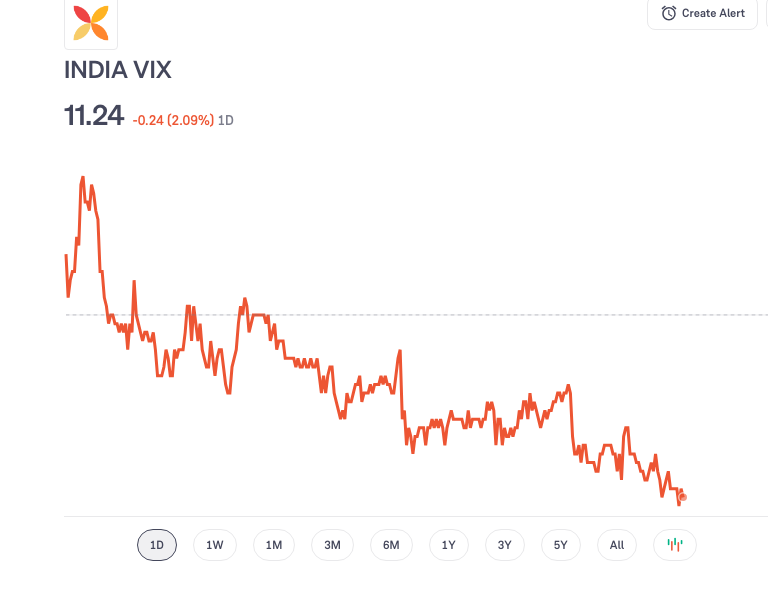 Create Alert
INDIA VIX
11.24 -0.24 (2.09%) 1D
1D 1W 1M 3M 6M 1Y 3Y 5Y All